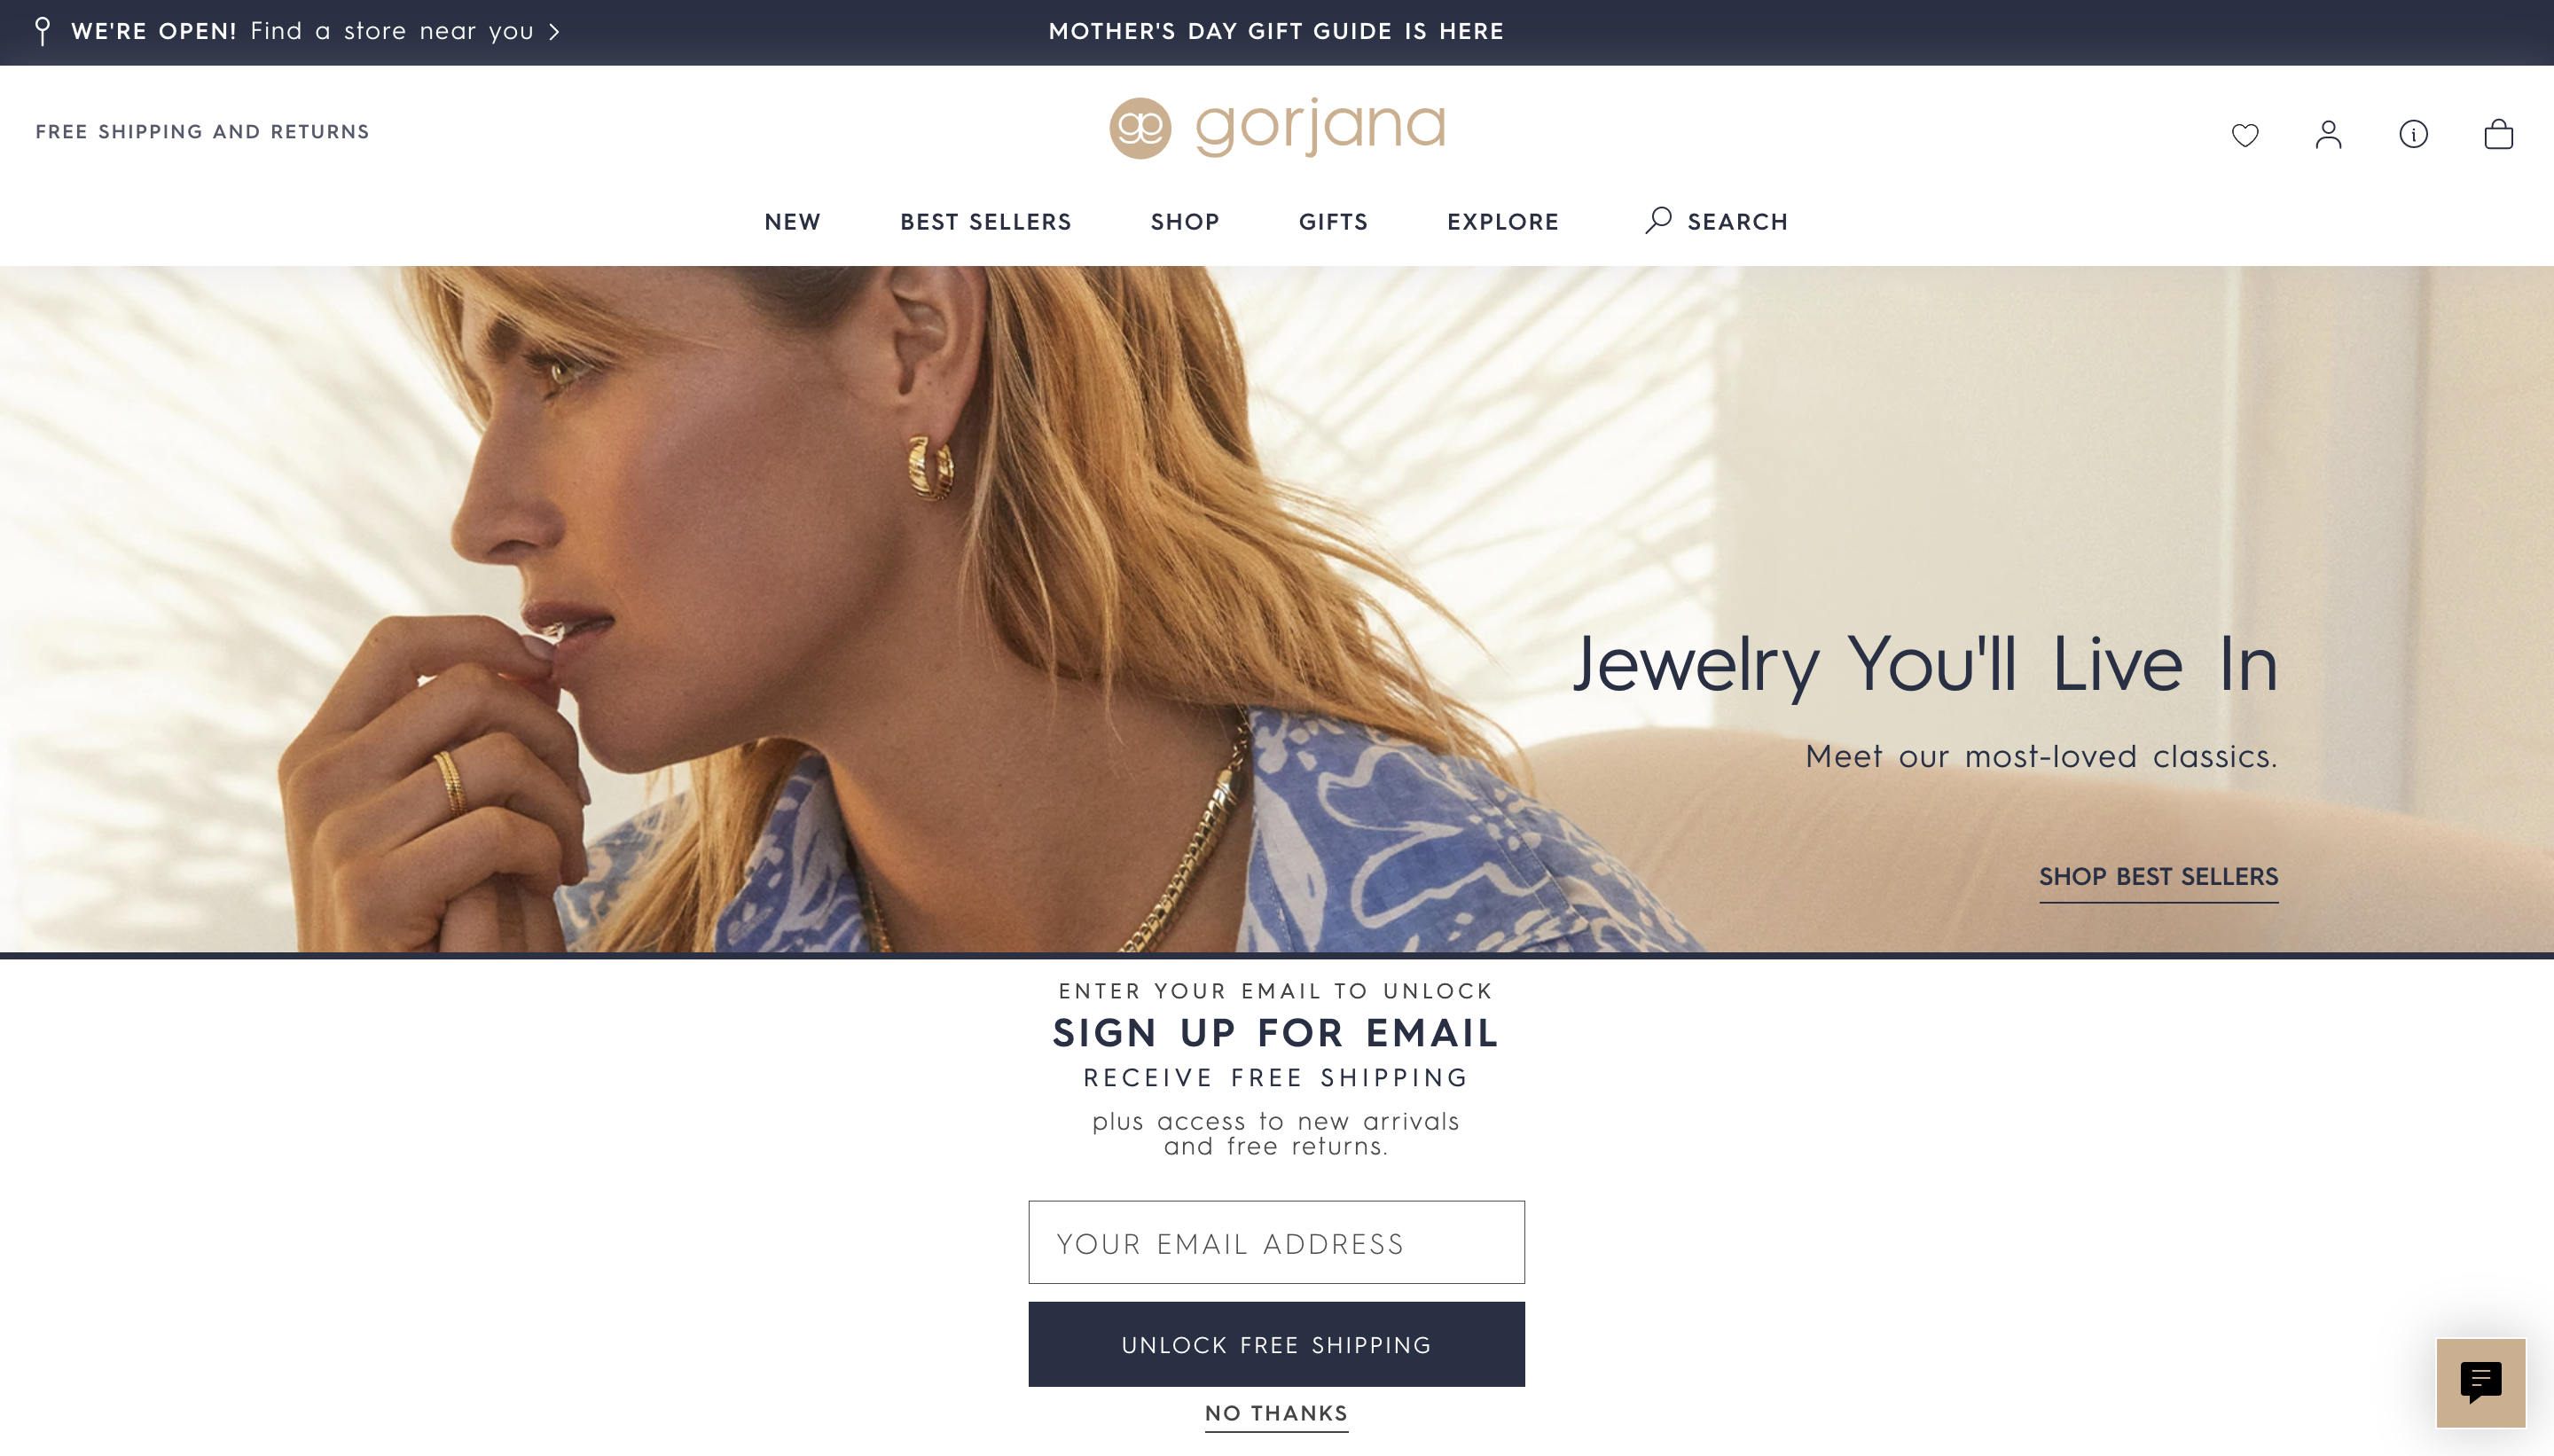 WE'RE OPEN! Find a store near you >
MOTHER'S DAY GIFT GUIDE IS HERE
FREE SHIPPING AND RETURNS
gorjana
NEW
BEST SELLERS
SHOP
GIFTS
EXPLORE
SEARCH
Jewelry You'll Live In
Meet our most-loved classics.
SHOP BEST SELLERS
ENTER YOUR EMAIL TO UNLOCK
SIGN UP FOR EMAIL
RECEIVE FREE SHIPPING
plus access to new arrivals
and free returns.
YOUR EMAIL ADDRESS
UNLOCK FREE SHIPPING
NO THANKS